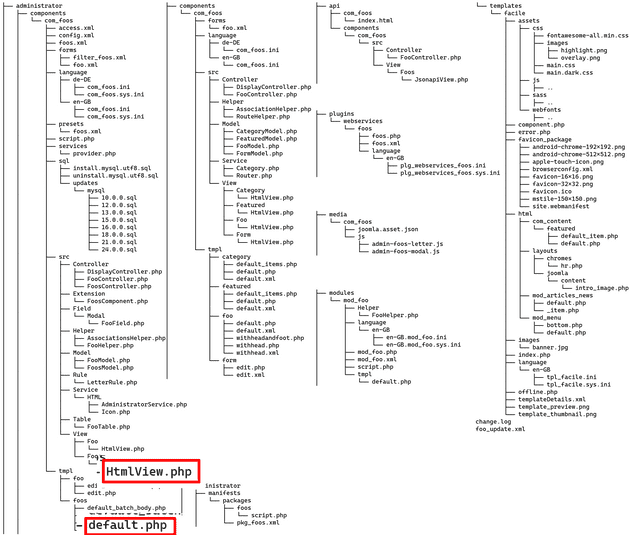 administrator
components
com_foos
access.xml
config.xml
foos.xml
forms
filter_foos.xml
foo.xml
language
de-DE
com_foos.ini
com_foos.sys.ini
en-GB
com_foos.ini
com_foos.sys.ini
presets
foos.xml
script.php
services
provider.php
sql
install.mysql.utf8.sql
uninstall.mysql.utf8.sql
updates
mysql
10.0.0.sql
12.0.0.sql
13.0.0.sql
15.0.0.sql
16.0.0.sql
18.0.0.sql
21.0.0.sql
24.0.0.sql
src
Controller
DisplayController.php
FooController.php
FoosController.php
Extension
FoosComponent.php
Field
Modal
FooField.php
Helper
AssociationsHelper.php
FooHelper.php
Model
FooModel.php
FoosModel.php
Rule
LetterRule.php
Service
HTML
AdministratorService.php
Icon.php
Table
FooTable.php
View
Foo
HtmlView.php
Foo
HtmlView.php
tmpl
foo
edi
edit.php
foos
default_batch_body.php
default.php
components
com_foos
forms
foo.xml
language
de-DE
com_foos.ini
en-GB
com_foos.ini
src
Controller
DisplayController.php
FooController.php
Helper
AssociationHelper.php
RouteHelper.php
Model
CategoryModel.php
FeaturedModel.php
FooModel.php
FormModel.php
Service
Category.php
Router.php
View
Category
HtmlView.php
Featured
HtmlView.php
Foo
HtmlView.php
Form
HtmlView.php
tmpl
category
default_items.php
default.php
default.xml
featured
default_items.php
default.php
default.xml
foo
default.php
default.xml
withheadandfoot.php
withhead.php
withhead.xml
form
edit.php
edit.xml
inistrator
manifests
packages
foos
script.php
pkg_foos.xml
api
com_foos
index.html
components
com_foos
src
Controller
FooController.php
View
Foos
JsonapiView.php
plugins
webservices
foos
foos.php
foos.xml
language
en-GB
plg_webservices_foos.ini
plg_webservices_foos.sys.ini
media
com_foos
joomla.asset.json
js
admin-foos-letter.js
admin-foos-modal.js
modules
mod_foo
Helper
FooHelper.php
language
en-GB
en-GB.mod_foo.ini
en-GB.mod_foo.sys.ini
mod_foo.php
mod_foo.xml
script.php
tmpl
default.php
templates
facile
assets
css
fontawesome-all.min.css
images
highlight.png
overlay.png
main.css
main.dark.css
js
..
sass
..
webfonts
..
component.php
error.php
favicon_package
android-chrome-192×192.png
android-chrome-512×512.png
apple-touch-icon.png
browserconfig.xml
favicon-16×16.png
favicon-32×32.png
favicon.ico
mstile-150×150.png
site.webmanifest
html
com_content
featured
default_item.php
default.php
layouts
chromes
hr.php
joomla
content
intro_image.php
mod_articles_news
default.php
_item.php
mod_menu
bottom.php
default.php
images
banner.jpg
index.php
language
en-GB
tpl_facile.ini
tpl_facile.sys.ini
offline.php
templateDetails.xml
template_preview.png
template_thumbnail.png
change.log
foo_update.xml